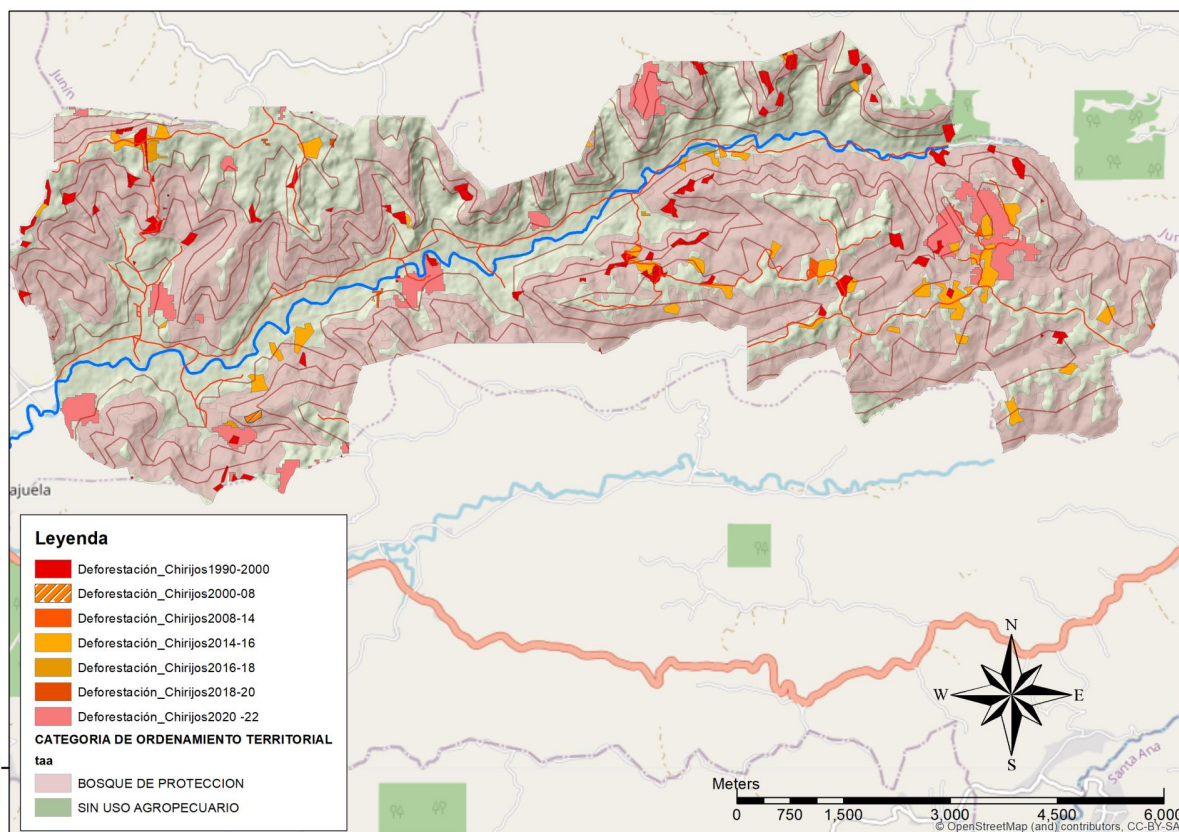 Junín
Jun
ajuela
Leyenda
Deforestación_Chirijos1990-2000
Deforestación_Chirijos2000-08
Deforestación_Chirijos2008-14
Deforestación_Chirijos2014-16
Deforestación_Chirijos2016-18
Deforestación_Chirijos2018-20
Deforestación_Chirijos2020 -22
CATEGORIA DE ORDENAMIENTO TERRITORIAL
taa
BOSQUE DE PROTECCION
SIN USO AGROPECUARIO
N
W
E
S
Santa Ana
Meters
0 750 1,500 3,000 4,500 6,000
© OpenStreetMap (and) contributors, CC-BY-SA